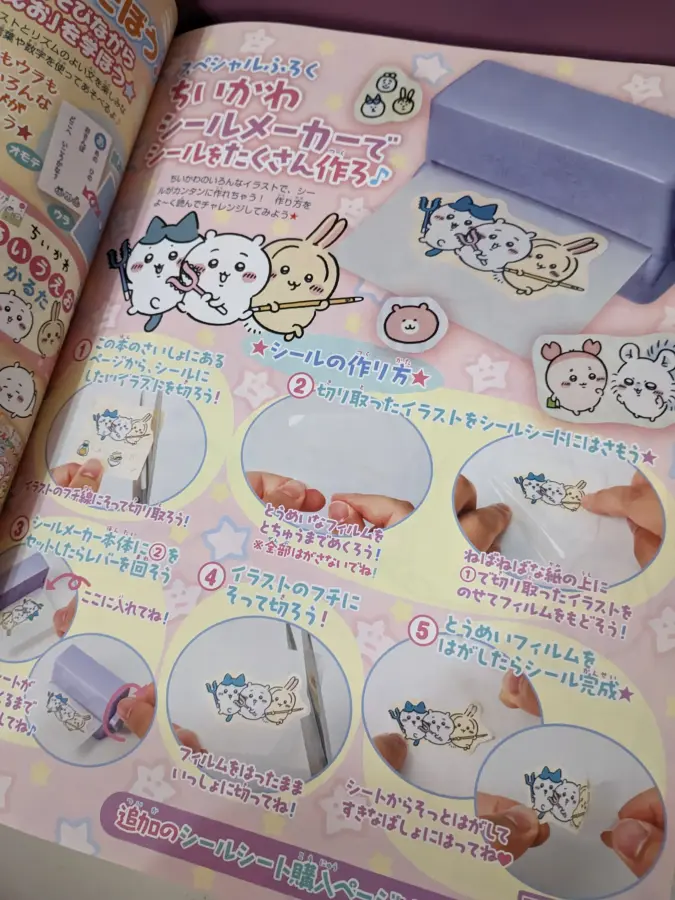 スペシャルふろく
ちいかわ
シールメーカーで
シールをたくさん作ろ♪
ちいかわのいろんなイラストで、シー
ルがカンタンに作れちゃう! 作り方を
よ~く読んでチャレンジしてみよう★
★シールの作り方★
①この本のさいしょにある
ページから、シールに
したいイラストを切ろう!
イラストのフチ線にそって切り取ろう!
②切り取ったイラストをシールシートにはさもう★
とうめいなフィルムを
とちゅうまでめくろう!
※全部はがさないでね!
ねばねばな紙の上に
①で切り取ったイラストを
のせてフィルムをもどそう!
③シールメーカー本体に②を
セットしたらレバーを回そう
ここに入れてね!
④イラストのフチに
そって切ろう!
フィルムをはったまま
いっしょに切ってね!
⑤とうめいフィルムを
はがしたらシール完成★
シートからそっとはがして
すきなばしょにはってね♥
追加のシールシート購入ページ
オモテ
ウラ
ちいかわ
かるた